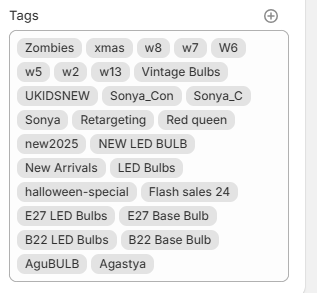 Tags
Zombies xmas w8 w7 W6
w5 w2 w13 Vintage Bulbs
UKIDSNEW Sonya_Con Sonya_C
Sonya Retargeting Red queen
new2025 NEW LED BULB
New Arrivals LED Bulbs
halloween-special Flash sales 24
E27 LED Bulbs E27 Base Bulb
B22 LED Bulbs B22 Base Bulb
AguBULB Agastya